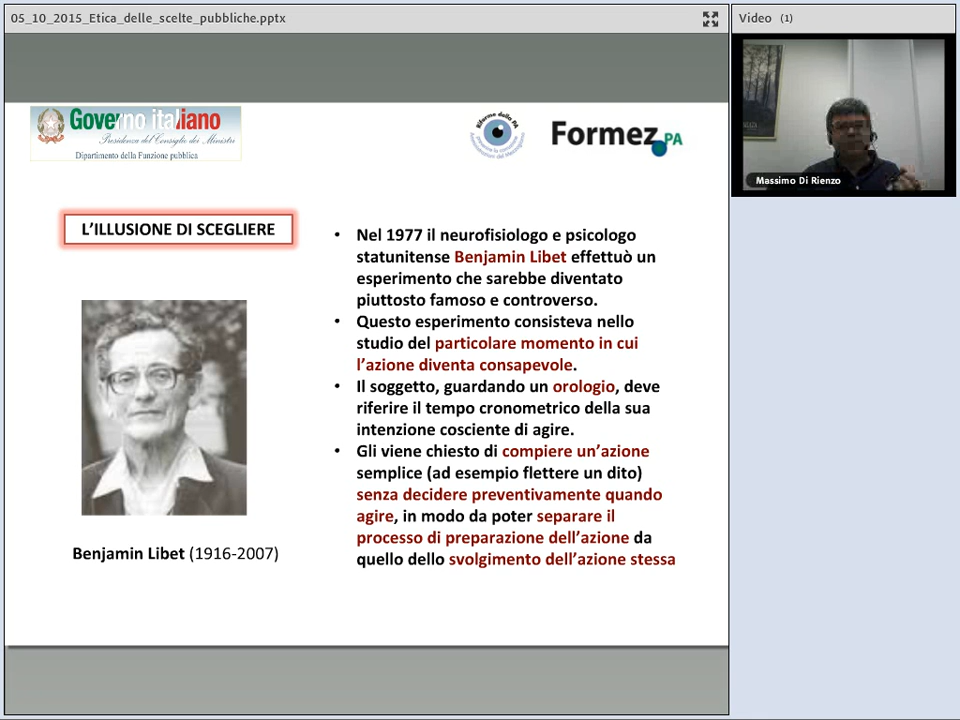 05_10_2015_Etica_delle_scelte_pubbliche.pptx
Video (1)
Governo italiano
Presidenza del Consiglio dei Ministri
Dipartimento della Funzione pubblica
Formez PA
Massimo Di Rienzo
L'ILLUSIONE DI SCEGLIERE
• Nel 1977 il neurofisiologo e psicologo
statunitense Benjamin Libet effettuò un
esperimento che sarebbe diventato
piuttosto famoso e controverso.
• Questo esperimento consisteva nello
studio del particolare momento in cui
l'azione diventa consapevole.
• Il soggetto, guardando un orologio, deve
riferire il tempo cronometrico della sua
intenzione cosciente di agire.
• Gli viene chiesto di compiere un'azione
semplice (ad esempio flettere un dito)
senza decidere preventivamente quando
agire, in modo da poter separare il
processo di preparazione dell'azione da
quello dello svolgimento dell'azione stessa
Benjamin Libet (1916-2007)